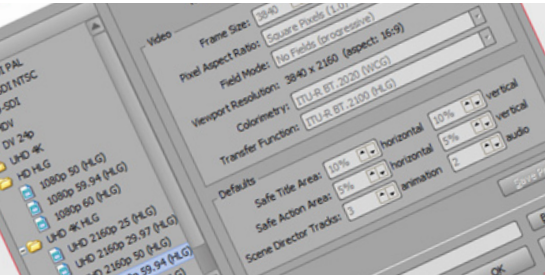 PAL
SDI NTSC
-SDI
HDV
DV 24p
UHD 4K
HD HLG
1080p 50 (HLG)
1080p 59.94 (HLG)
1080p 60 (HLG)
UHD 4K HLG
UHD 2160p 25 (HLG)
UHD 2160p 29.97 (HLG)
UHD 2160p 50 (HLG)
59.94 (HLG)
Video
Frame Size: 3840
Pixel Aspect Ratio: Square Pixels (1.0)
Field Mode: No Fields (progressive)
Viewport Resolution: 3840 x 2160 (aspect: 16:9)
Colorimetry: ITU-R BT.2020 (WCG)
Transfer Function: ITU-R BT.2100 (HLG)
Defaults
Safe Title Area: 10% horizontal 10% vertical
Safe Action Area: 5% horizontal 5% vertical
Scene Director Tracks: 3 animation 2 audio
OK